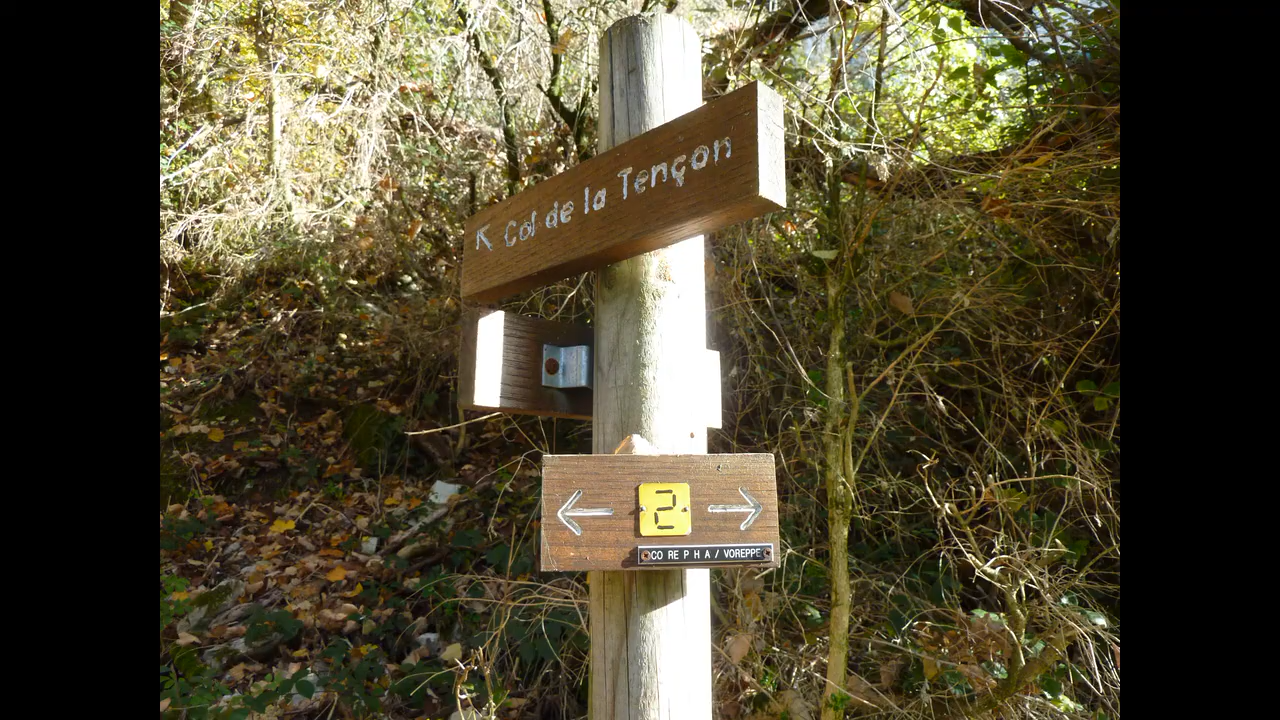 ↖ Col de la Tençon
← 2 →
CO RE P H A / VOREPPE